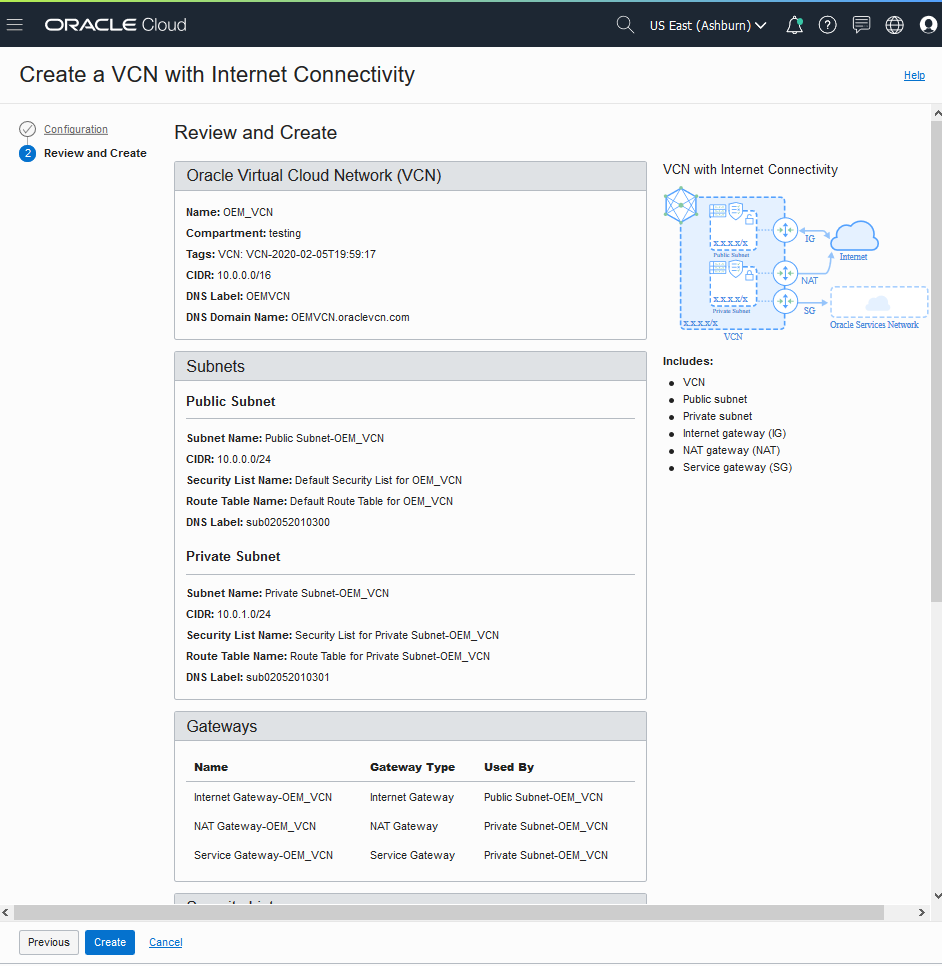 ORACLE Cloud
US East (Ashburn)
Create a VCN with Internet Connectivity
Help
Configuration
2 Review and Create
Review and Create
Oracle Virtual Cloud Network (VCN)
Name: OEM_VCN
Compartment: testing
Tags: VCN: VCN-2020-02-05T19:59:17
CIDR: 10.0.0.0/16
DNS Label: OEMVCN
DNS Domain Name: OEMVCN.oraclevcn.com
Subnets
Public Subnet
Subnet Name: Public Subnet-OEM_VCN
CIDR: 10.0.0.0/24
Security List Name: Default Security List for OEM_VCN
Route Table Name: Default Route Table for OEM_VCN
DNS Label: sub02052010300
Private Subnet
Subnet Name: Private Subnet-OEM_VCN
CIDR: 10.0.1.0/24
Security List Name: Security List for Private Subnet-OEM_VCN
Route Table Name: Route Table for Private Subnet-OEM_VCN
DNS Label: sub02052010301
Gateways
Name Gateway Type Used By
Internet Gateway-OEM_VCN Internet Gateway Public Subnet-OEM_VCN
NAT Gateway-OEM_VCN NAT Gateway Private Subnet-OEM_VCN
Service Gateway-OEM_VCN Service Gateway Private Subnet-OEM_VCN
VCN with Internet Connectivity
x.x.x.x/x
Public Subnet
IG
Internet
NAT
x.x.x.x/x
Private Subnet
SG
x.x.x.x/x
Oracle Services Network
VCN
Includes:
VCN
Public subnet
Private subnet
Internet gateway (IG)
NAT gateway (NAT)
Service gateway (SG)
Previous
Create
Cancel